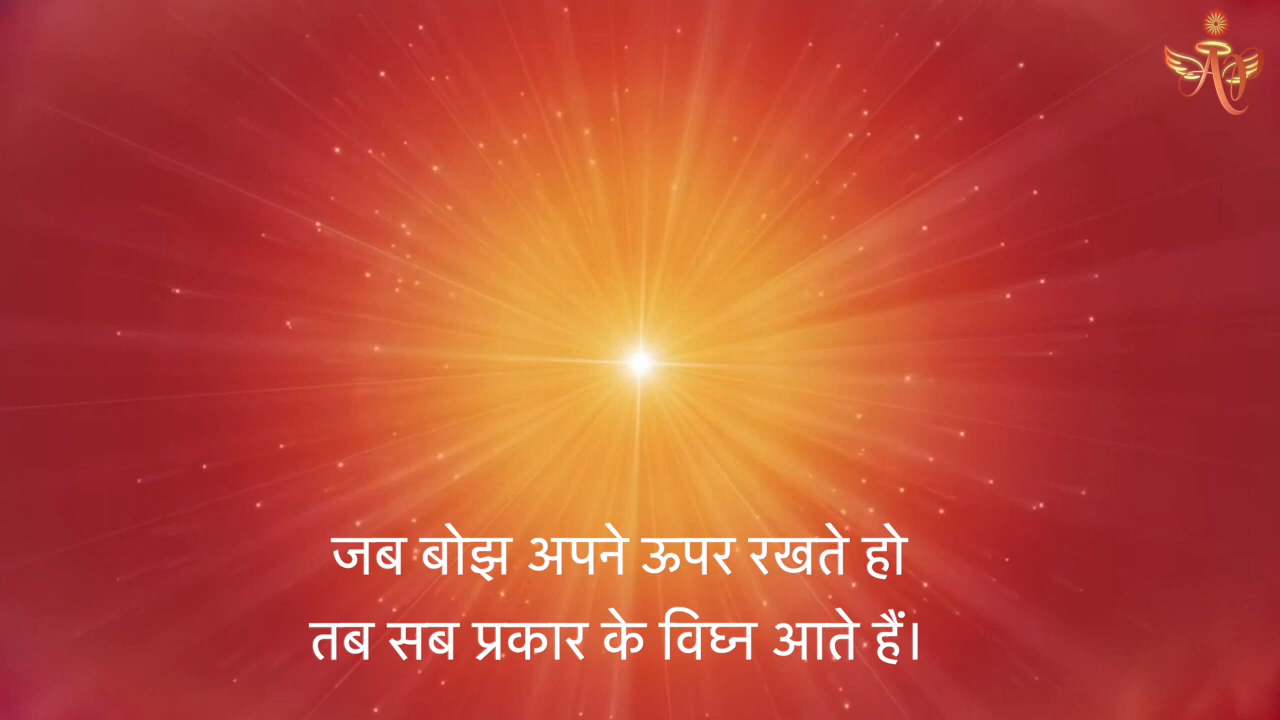 जब बोझ अपने ऊपर रखते हो
तब सब प्रकार के विघ्न आते हैं।